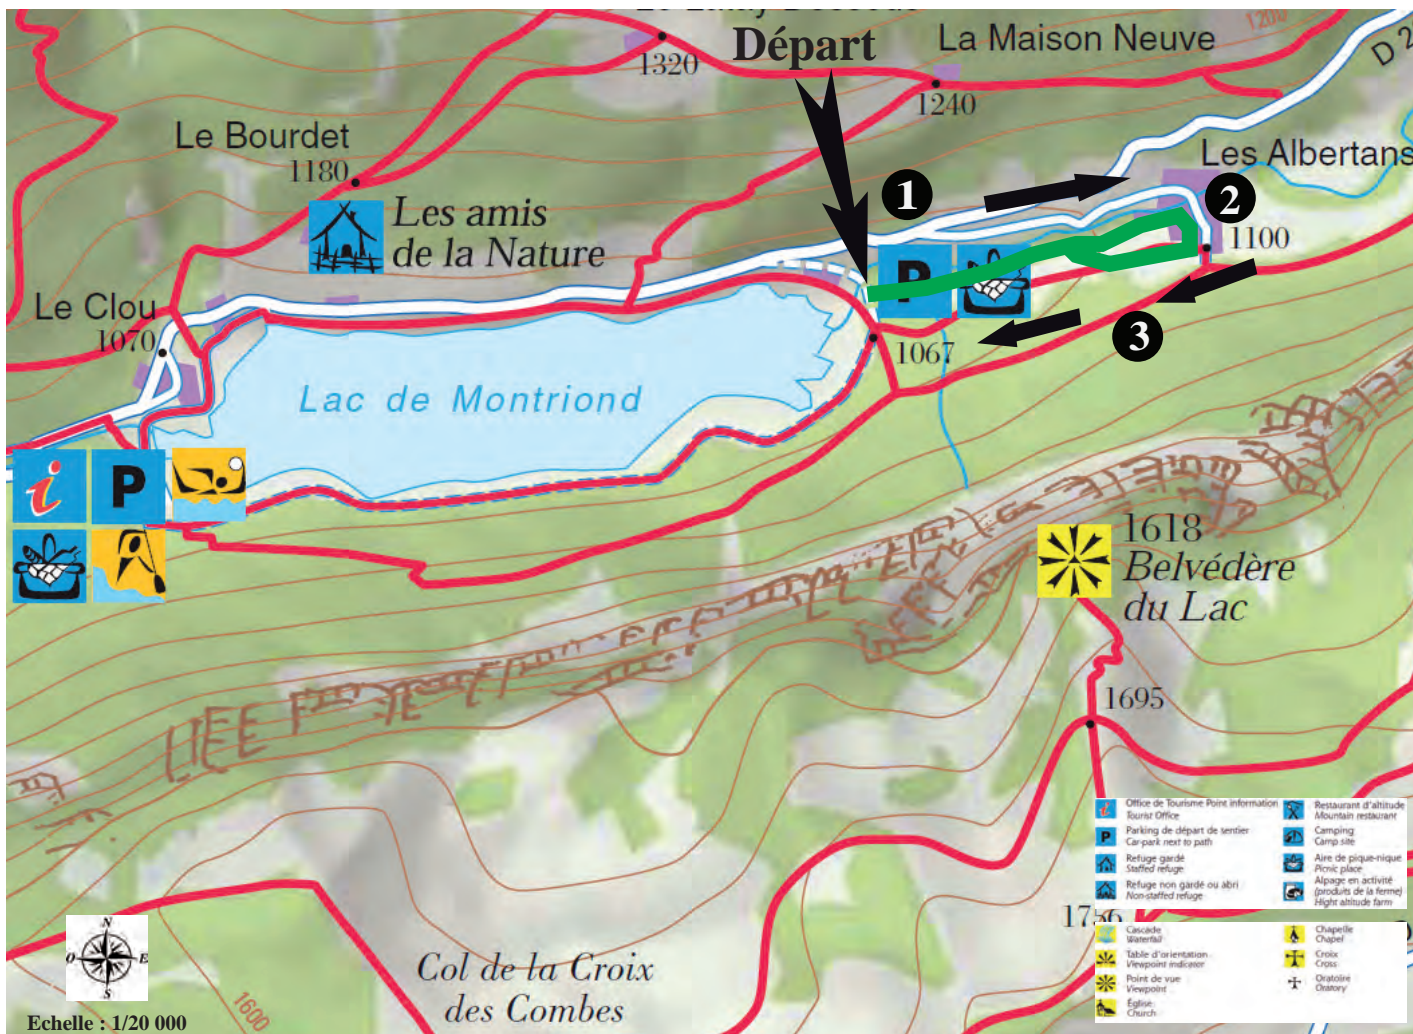 Départ
La Maison Neuve
1200
D 2
1320
1240
Le Bourdet
1180
Les Albertans
1
2
Les amis
de la Nature
1100
P
Le Clou
1070
3
1067
Lac de Montriond
i
P
1618
Belvédère
du Lac
1695
Office de Tourisme Point information
Tourist Office
Parking de départ de sentier
Car-park next to path
Refuge gardé
Staffed refuge
Refuge non gardé ou abri
Non-staffed refuge
Restaurant d'altitude
Mountain restaurant
Camping
Camp site
Aire de pique-nique
Picnic place
Alpage en activité
(produits de la ferme)
Hight altitude farm
1756
Cascade
Waterfall
Table d'orientation
Viewpoint indicator
Point de vue
Viewpoint
Église
Church
Chapelle
Chapel
Croix
Cross
Oratoire
Oratory
N
O E
S
Col de la Croix
des Combes
1600
Echelle : 1/20 000